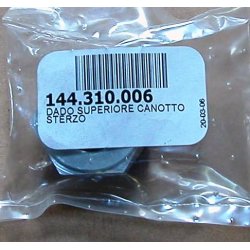 144.310.006
DADO SUPERIORE CANOTTO
STERZO
20-03-06